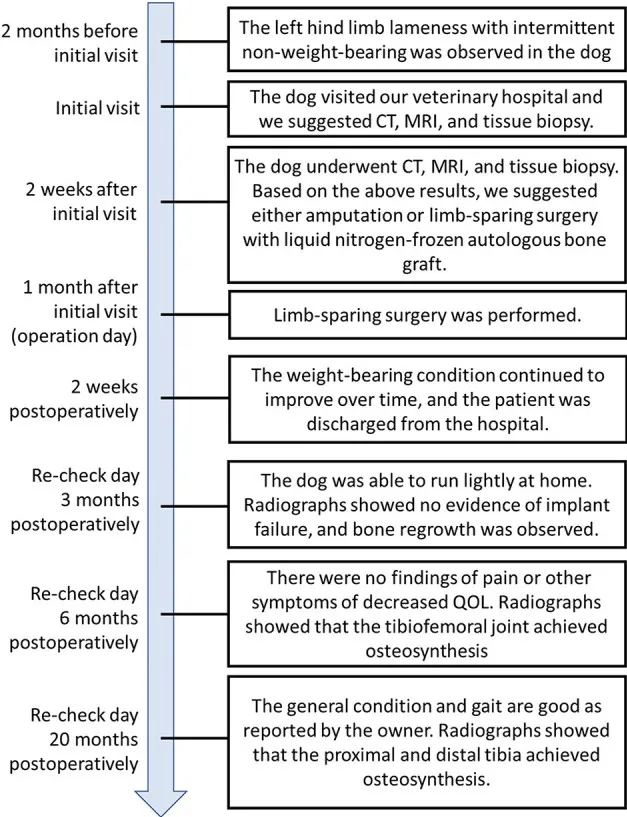 2 months before
initial visit
The left hind limb lameness with intermittent
non-weight-bearing was observed in the dog
Initial visit
The dog visited our veterinary hospital and
we suggested CT, MRI, and tissue biopsy.
2 weeks after
initial visit
The dog underwent CT, MRI, and tissue biopsy.
Based on the above results, we suggested
either amputation or limb-sparing surgery
with liquid nitrogen-frozen autologous bone
graft.
1 month after
initial visit
(operation day)
Limb-sparing surgery was performed.
2 weeks
postoperatively
The weight-bearing condition continued to
improve over time, and the patient was
discharged from the hospital.
Re-check day
3 months
postoperatively
The dog was able to run lightly at home.
Radiographs showed no evidence of implant
failure, and bone regrowth was observed.
Re-check day
6 months
postoperatively
There were no findings of pain or other
symptoms of decreased QOL. Radiographs
showed that the tibiofemoral joint achieved
osteosynthesis
Re-check day
20 months
postoperatively
The general condition and gait are good as
reported by the owner. Radiographs showed
that the proximal and distal tibia achieved
osteosynthesis.